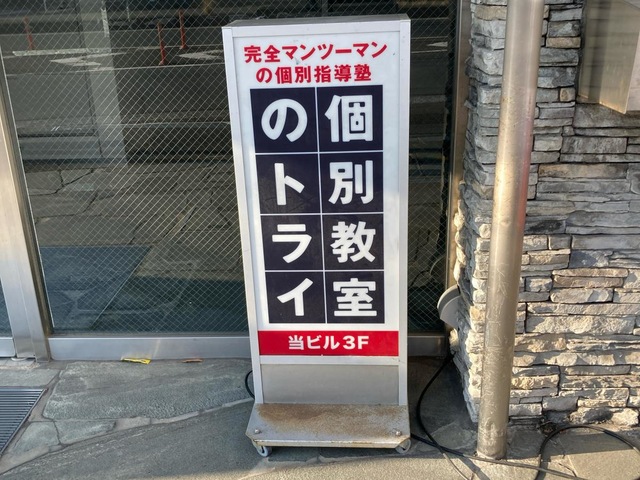 完全マンツーマン
の個別指導塾
個別教室
のトライ
当ビル3F